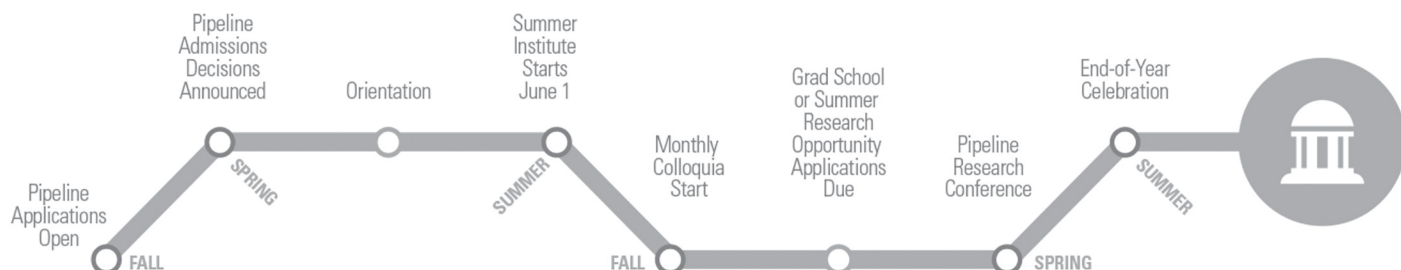 Pipeline
Applications
Open
FALL
Pipeline
Admissions
Decisions
Announced
SPRING
Orientation
Summer
Institute
Starts
June 1
SUMMER
Monthly
Colloquia
Start
FALL
Grad School
or Summer
Research
Opportunity
Applications
Due
Pipeline
Research
Conference
SPRING
End-of-Year
Celebration
SUMMER